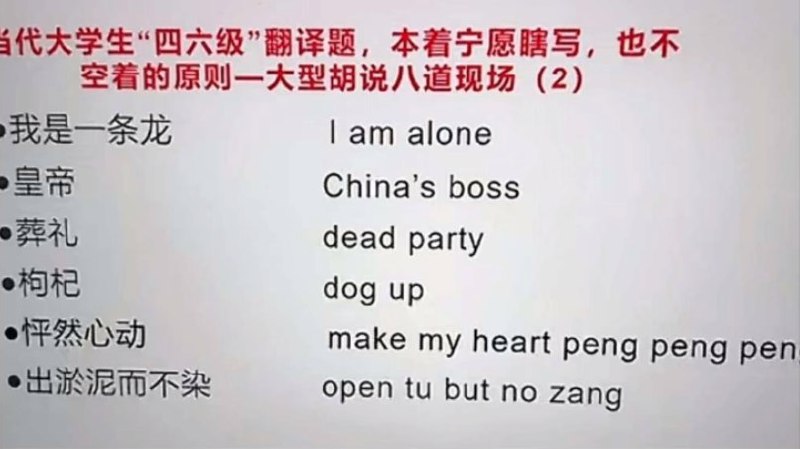 当代大学生“四六级”翻译题，本着宁愿瞎写，也不
空着的原则—大型胡说八道现场（2）
●我是一条龙 I am alone
●皇帝 China's boss
●葬礼 dead party
●枸杞 dog up
●怦然心动 make my heart peng peng pen
●出淤泥而不染 open tu but no zang